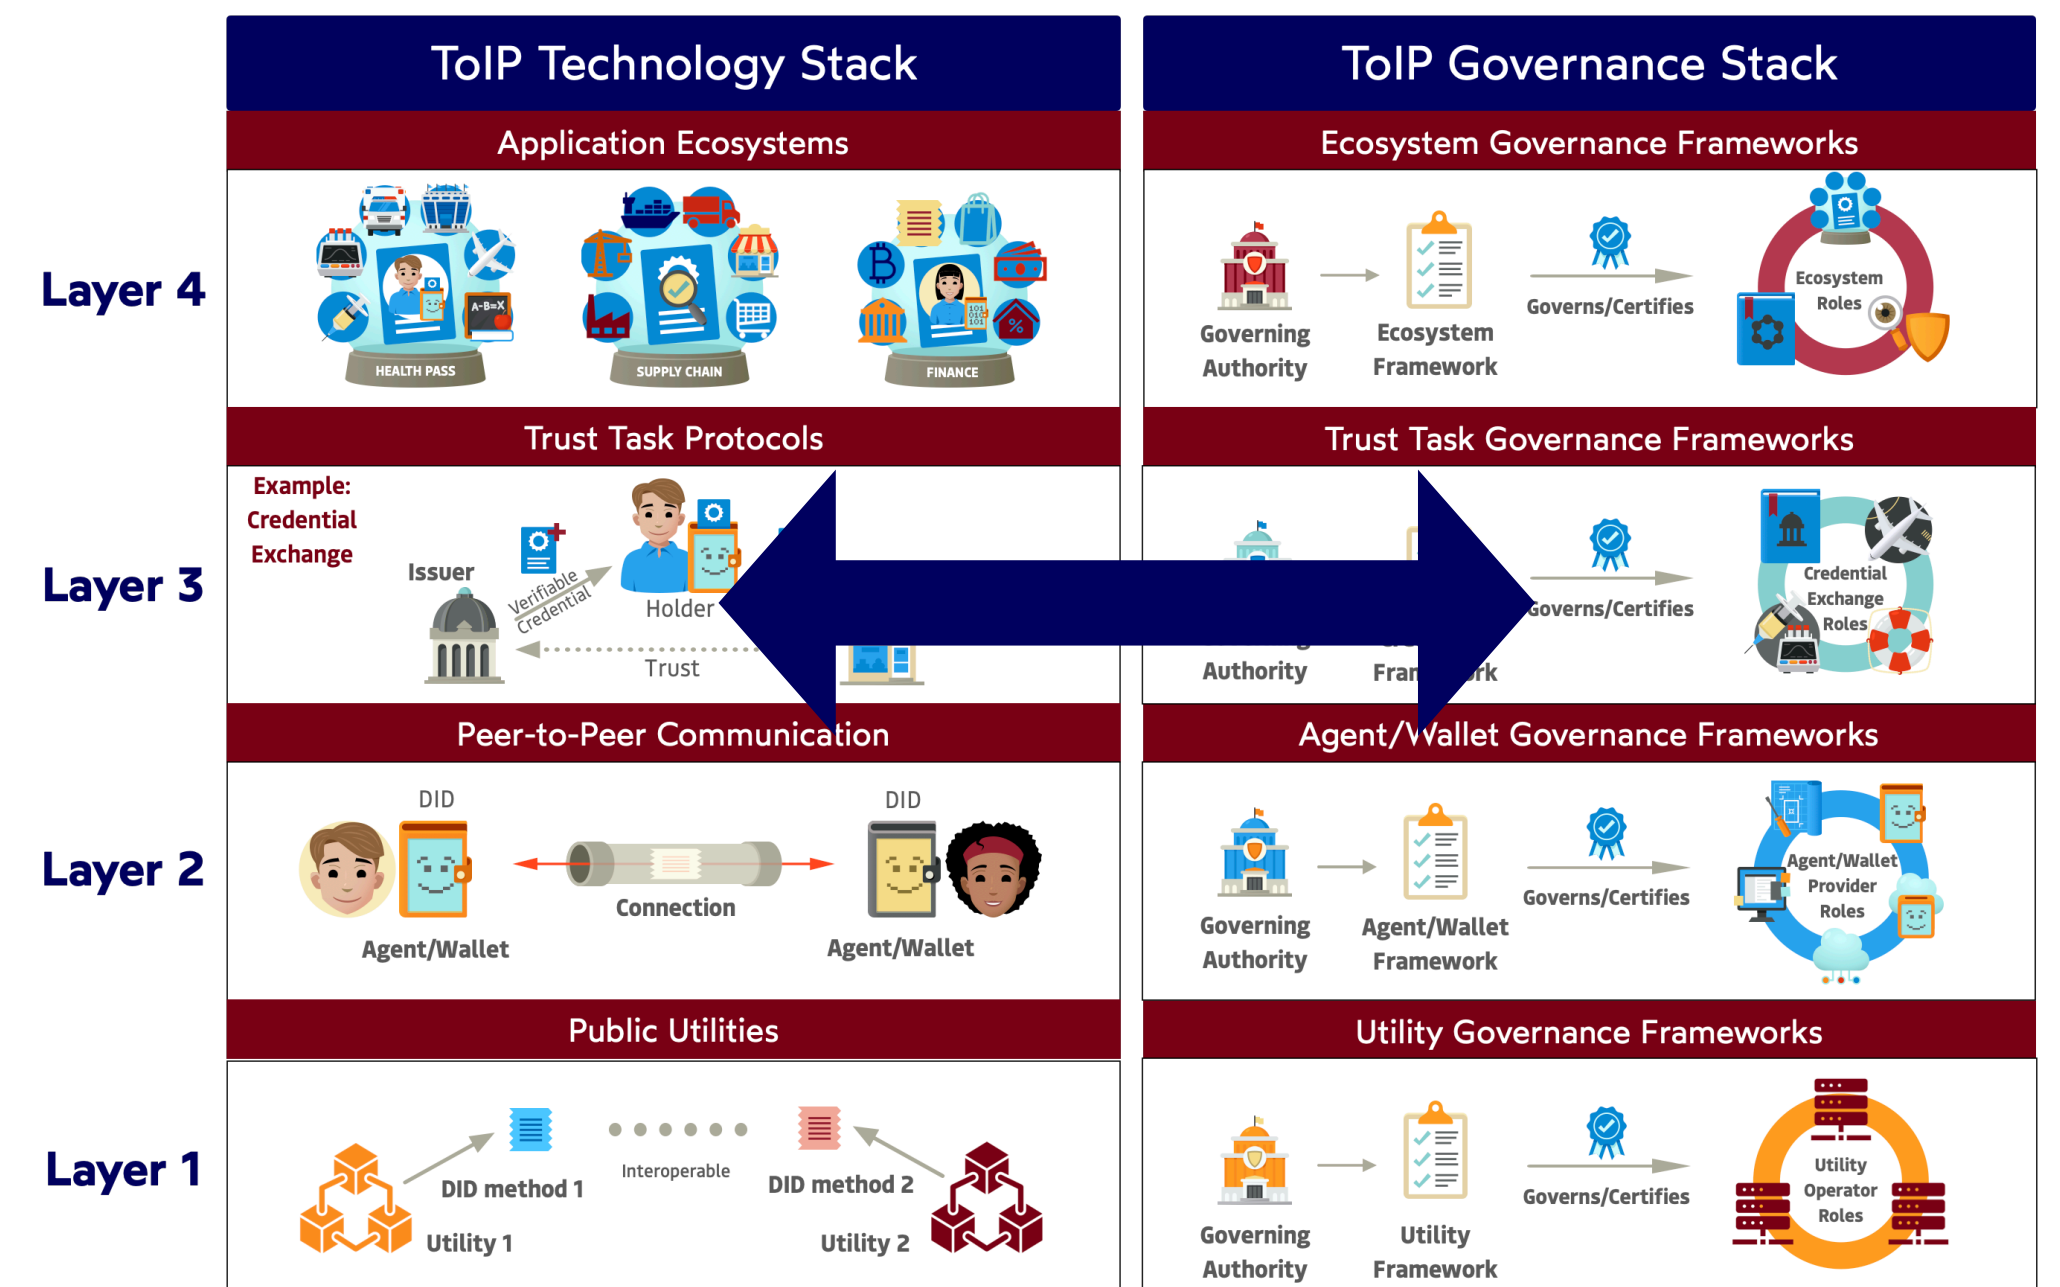 ToIP Technology Stack
ToIP Governance Stack
Layer 4
Application Ecosystems
HEALTH PASS
SUPPLY CHAIN
FINANCE
A-B=X
%
101
010
101
Ecosystem Governance Frameworks
Governing
Authority
Ecosystem
Framework
Governs/Certifies
Ecosystem
Roles
Layer 3
Trust Task Protocols
Example:
Credential
Exchange
Issuer
Verifiable
Credential
Holder
Trust
Trust Task Governance Frameworks
Authority
Governs/Certifies
Credential
Exchange
Roles
Layer 2
Peer-to-Peer Communication
DID
DID
Connection
Agent/Wallet
Agent/Wallet
Agent/Wallet Governance Frameworks
Governing
Authority
Agent/Wallet
Framework
Governs/Certifies
Agent/Wallet
Provider
Roles
Layer 1
Public Utilities
DID method 1
Interoperable
DID method 2
Utility 1
Utility 2
Utility Governance Frameworks
Governing
Authority
Utility
Framework
Governs/Certifies
Utility
Operator
Roles